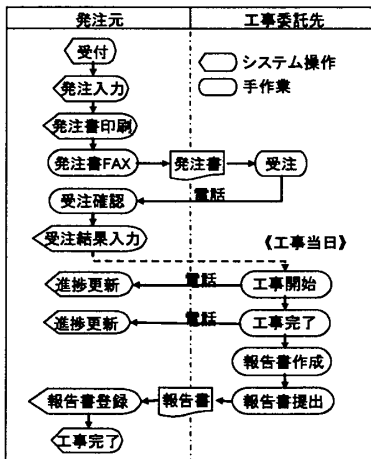 発注元 工事委託先
受付
システム操作
発注入力
手作業
発注書印刷
発注書FAX 発注書 受注
電話
受注確認
受注結果入力
《工事当日》
電話
進捗更新 工事開始
電話
進捗更新 工事完了
報告書作成
報告書登録 報告書 報告書提出
工事完了